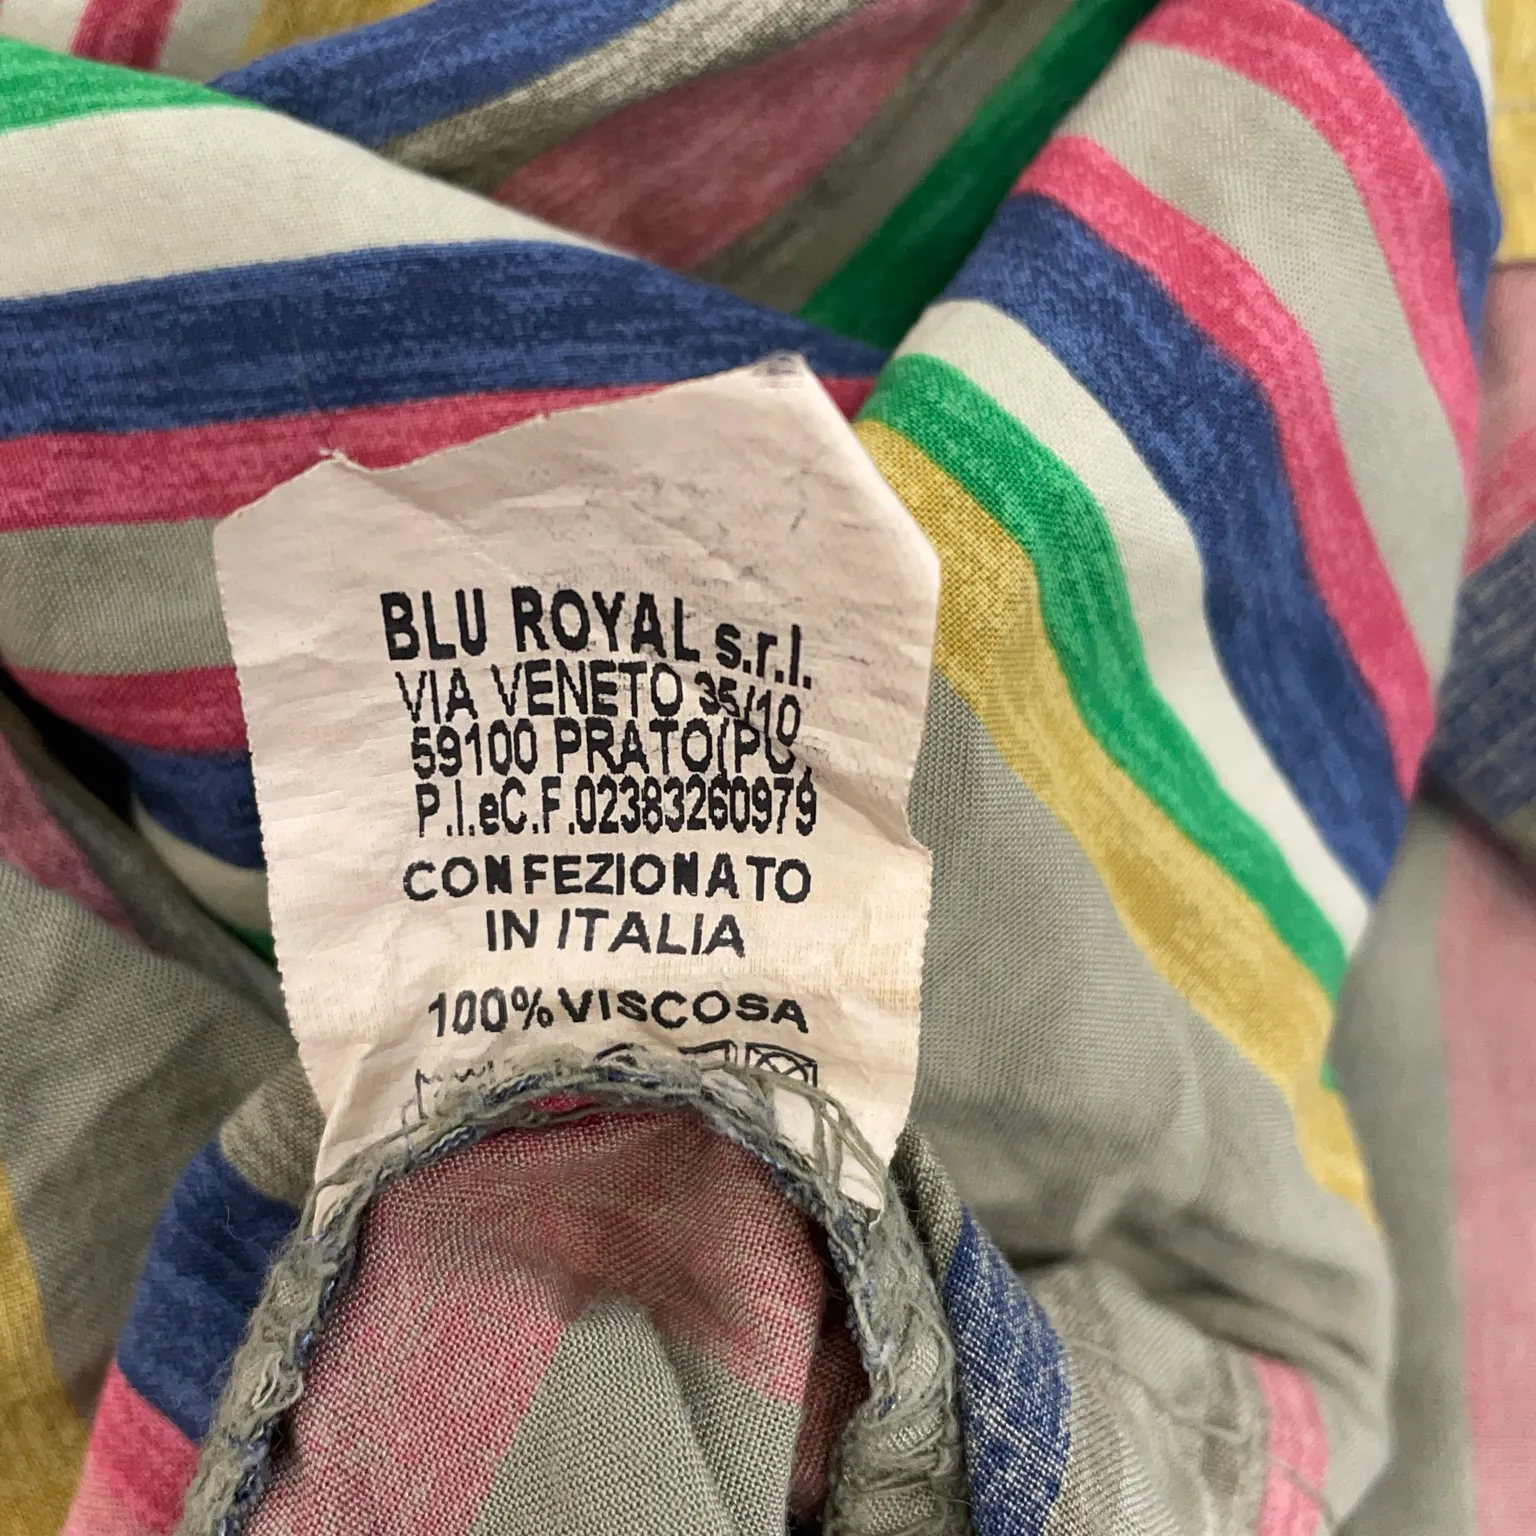 BLU ROYAL s.r.l.
VIA VENETO 35/10
59100 PRATO(PO)
P.I.eC.F.02383260979
CONFEZIONATO
IN ITALIA
100%VISCOSA